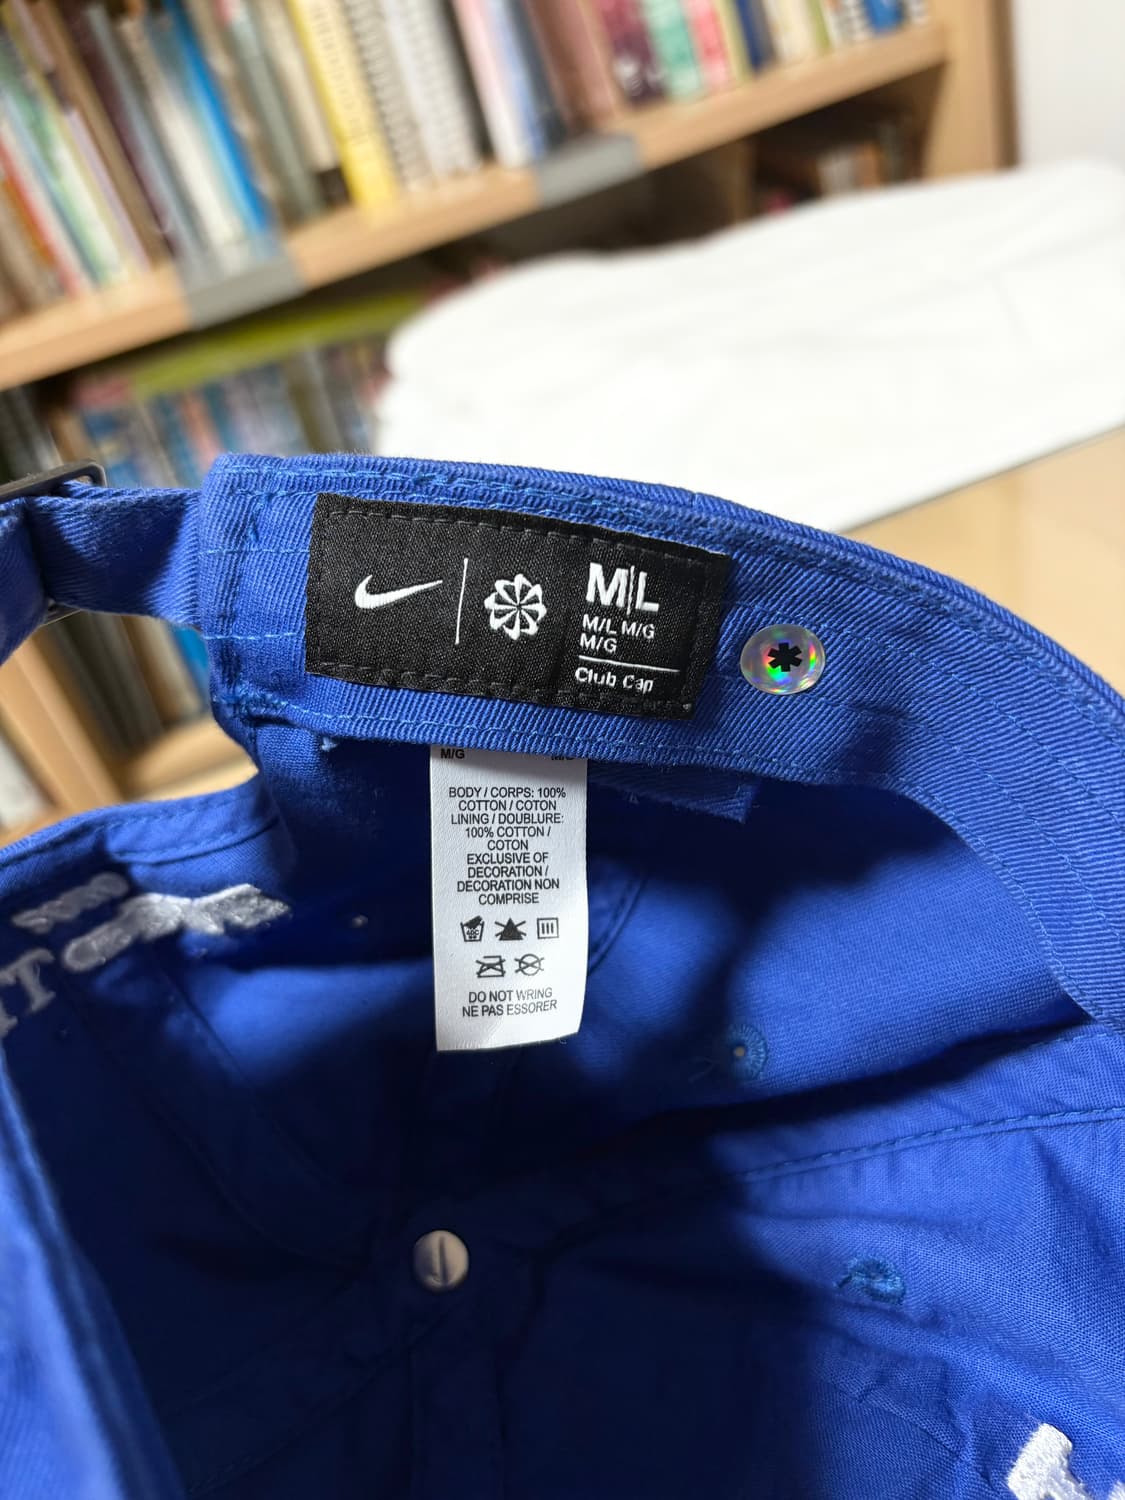 M|L
M/L M/G
M/G
Club Cap
M/G
BODY / CORPS: 100%
COTTON / COTON
LINING / DOUBLURE:
100% COTTON /
COTON
EXCLUSIVE OF
DECORATION /
DECORATION NON
COMPRISE
DO NOT WRING
NE PAS ESSORER